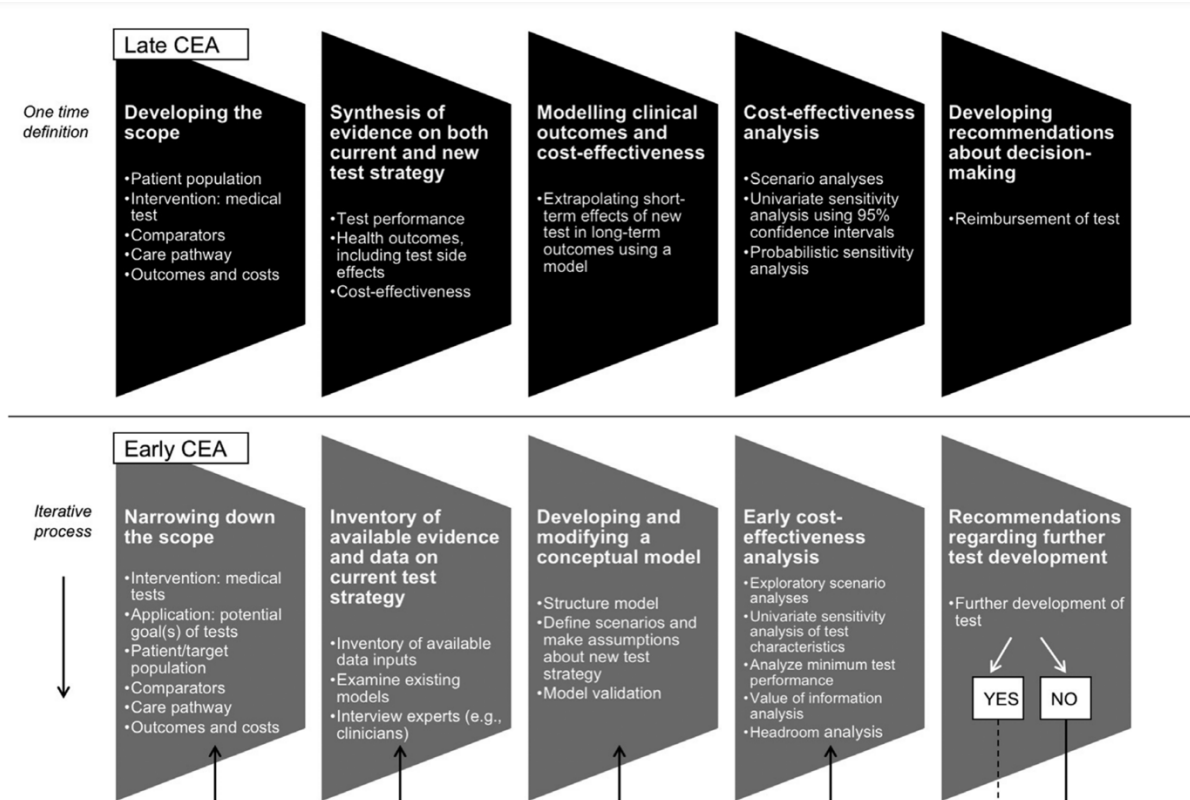 Late CEA
One time
definition
Developing the
scope
•Patient population
•Intervention: medical
test
•Comparators
•Care pathway
•Outcomes and costs
Synthesis of
evidence on both
current and new
test strategy
•Test performance
•Health outcomes,
including test side
effects
•Cost-effectiveness
Modelling clinical
outcomes and
cost-effectiveness
•Extrapolating short-
term effects of new
test in long-term
outcomes using a
model
Cost-effectiveness
analysis
•Scenario analyses
•Univariate sensitivity
analysis using 95%
confidence intervals
•Probabilistic sensitivity
analysis
Developing
recommendations
about decision-
making
•Reimbursement of test
Early CEA
Iterative
process
Narrowing down
the scope
•Intervention: medical
tests
•Application: potential
goal(s) of tests
•Patient/target
population
•Comparators
•Care pathway
•Outcomes and costs
Inventory of
available evidence
and data on
current test
strategy
•Inventory of available
data inputs
•Examine existing
models
•Interview experts (e.g.,
clinicians)
Developing and
modifying a
conceptual model
•Structure model
•Define scenarios and
make assumptions
about new test
strategy
•Model validation
Early cost-
effectiveness
analysis
•Exploratory scenario
analyses
•Univariate sensitivity
analysis of test
characteristics
•Analyze minimum test
performance
•Value of information
analysis
•Headroom analysis
Recommendations
regarding further
test development
•Further development of
test
YES
NO